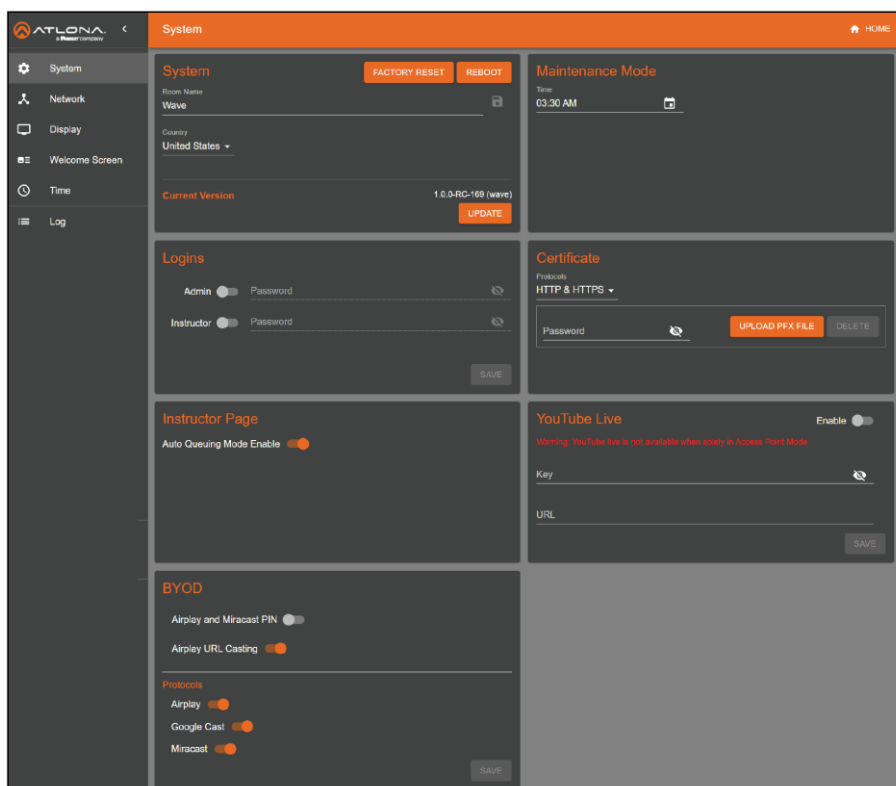 ATLONA.
a Panduit company
System
HOME
System
Network
Display
Welcome Screen
Time
Log
System
FACTORY RESET
REBOOT
Room Name
Wave
Country
United States
Current Version
1.0.0-RC-169 (wave)
UPDATE
Maintenance Mode
Time
03:30 AM
Logins
Admin
Password
Instructor
Password
SAVE
Certificate
Protocols
HTTP & HTTPS
Password
UPLOAD PFX FILE
DELETE
Instructor Page
Auto Queuing Mode Enable
YouTube Live
Enable
Warning: YouTube live is not available when solely in Access Point Mode
Key
URL
SAVE
BYOD
Airplay and Miracast PIN
Airplay URL Casting
Protocols
Airplay
Google Cast
Miracast
SAVE